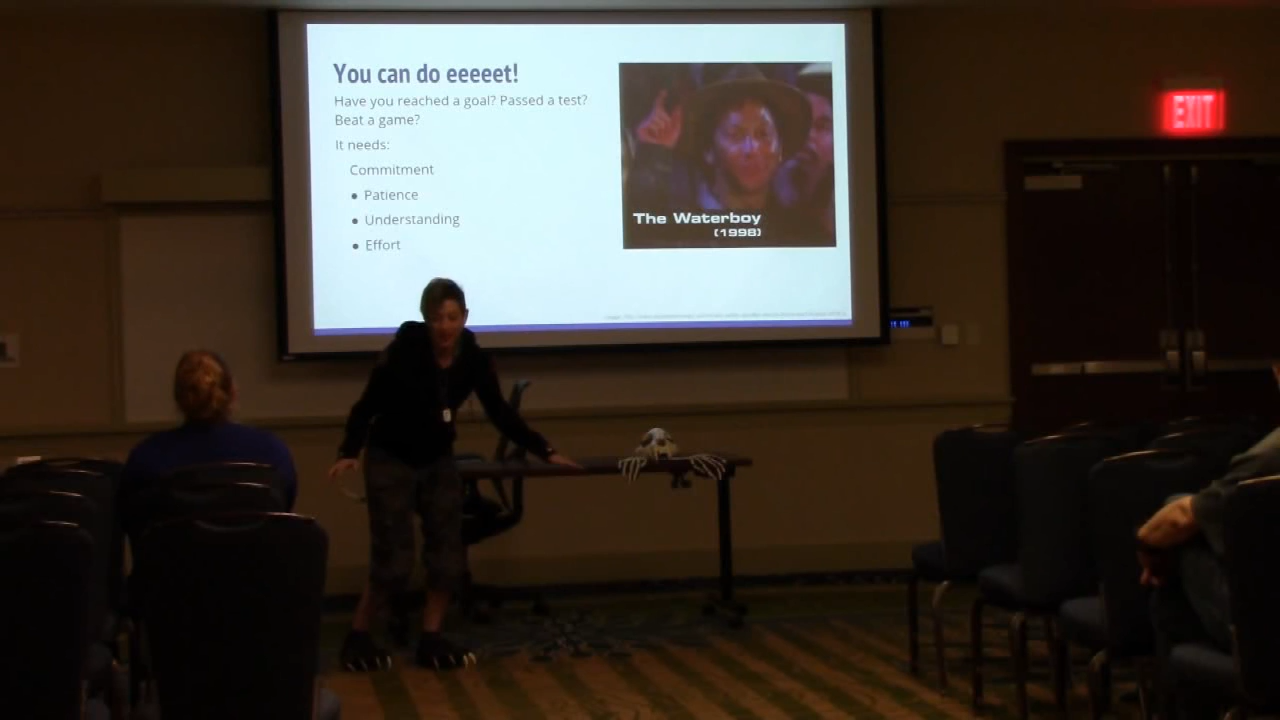 You can do eeeeet!
Have you reached a goal? Passed a test?
Beat a game?
It needs:
Commitment
● Patience
● Understanding
● Effort
The Waterboy
(1998)
EXIT